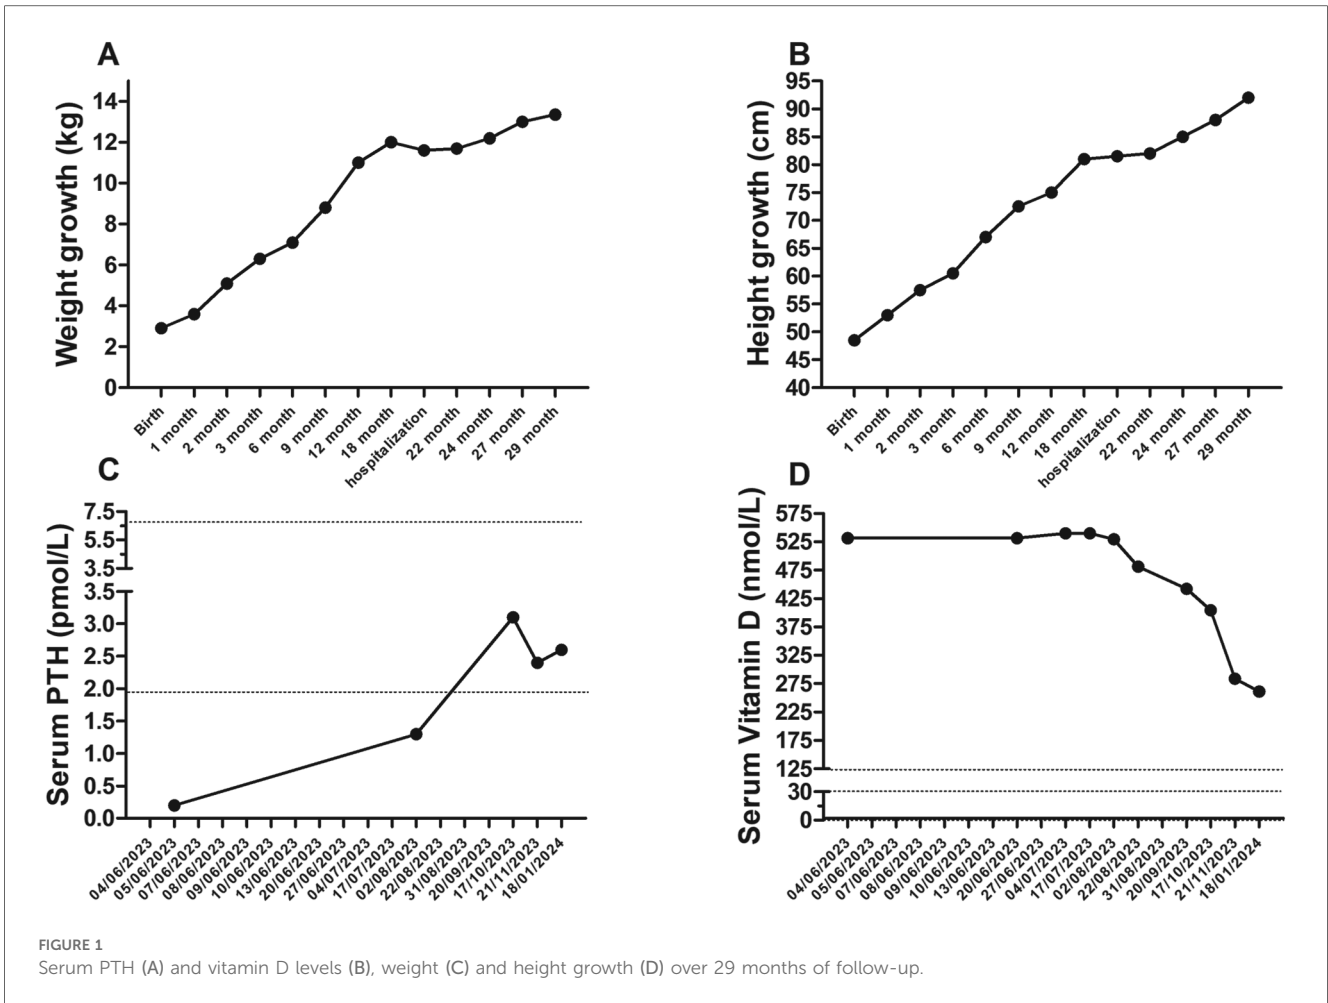 A
Weight growth (kg)
14
12
10
8
6
4
2
0
Birth
1 month
2 month
3 month
6 month
9 month
12 month
18 month
hospitalization
22 month
24 month
27 month
29 month
B
Height growth (cm)
95
90
85
80
75
70
65
60
55
50
45
40
Birth
1 month
2 month
3 month
6 month
9 month
12 month
18 month
hospitalization
22 month
24 month
27 month
29 month
C
Serum PTH (pmol/L)
7.5
5.5
3.5
3.5
3.0
2.5
2.0
1.5
1.0
0.5
0.0
04/06/2023
05/06/2023
07/06/2023
08/06/2023
09/06/2023
10/06/2023
13/06/2023
20/06/2023
27/06/2023
04/07/2023
17/07/2023
02/08/2023
22/08/2023
31/08/2023
20/09/2023
17/10/2023
21/11/2023
18/01/2024
D
Serum Vitamin D (nmol/L)
575
525
475
425
375
325
275
225
175
125
30
0
04/06/2023
05/06/2023
07/06/2023
08/06/2023
09/06/2023
10/06/2023
13/06/2023
20/06/2023
27/06/2023
04/07/2023
17/07/2023
02/08/2023
22/08/2023
31/08/2023
20/09/2023
17/10/2023
21/11/2023
18/01/2024
FIGURE 1
Serum PTH (A) and vitamin D levels (B), weight (C) and height growth (D) over 29 months of follow-up.